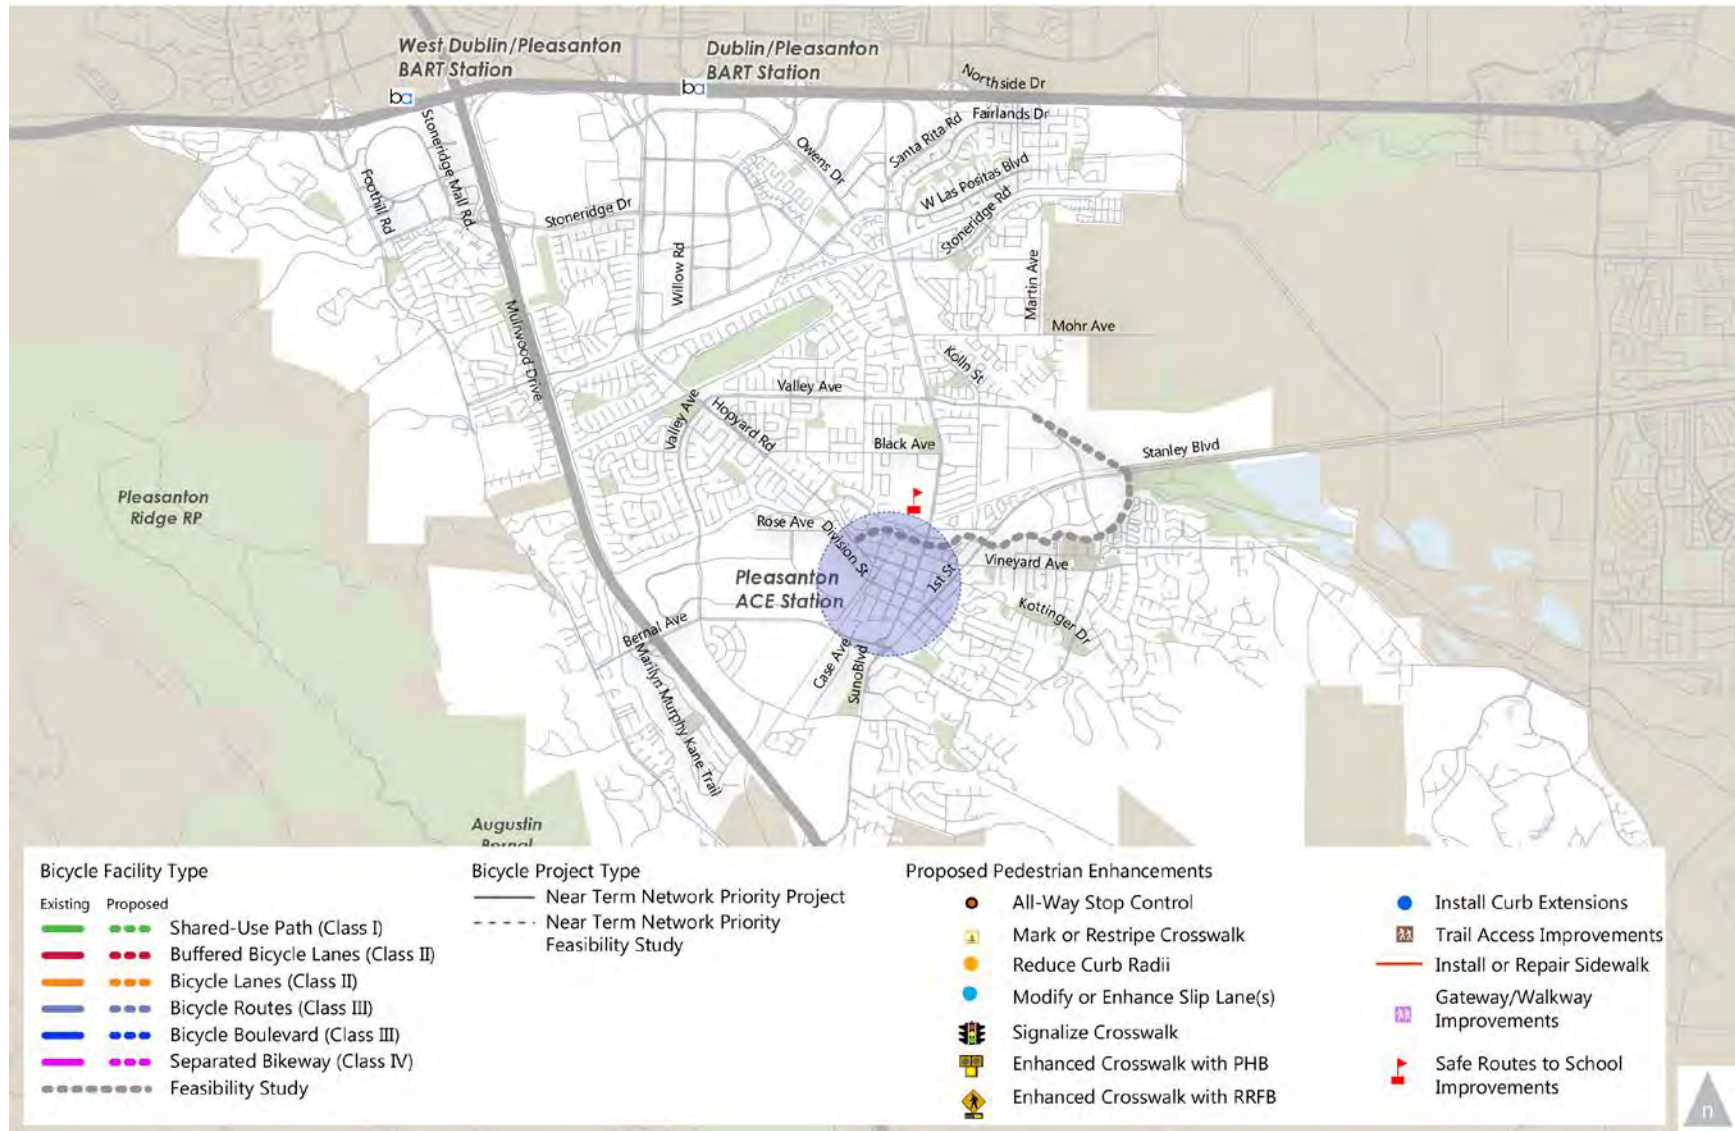 West Dublin/Pleasanton
BART Station
ba
Dublin/Pleasanton
BART Station
ba
Northside Dr
Fairlands Dr
Santa Rita Rd
Owens Dr
W Las Positas Blvd
Stoneridge Rd
Stoneridge Mall Rd.
Foothill Rd
Stoneridge Dr
Willow Rd
Martin Ave
Mohr Ave
Muirwood Drive
Kolln St
Valley Ave
Valley Ave
Hopyard Rd
Black Ave
Stanley Blvd
Pleasanton
Ridge RP
Rose Ave
Division St
Vineyard Ave
1st St
Pleasanton
ACE Station
Kottinger Dr
Bernal Ave
Case Ave
SunolBlvd
Marilyn Murphy Kane Trail
Augustin
Bernal
Bicycle Facility Type
Existing Proposed
Shared-Use Path (Class I)
Buffered Bicycle Lanes (Class II)
Bicycle Lanes (Class II)
Bicycle Routes (Class III)
Bicycle Boulevard (Class III)
Separated Bikeway (Class IV)
Feasibility Study
Bicycle Project Type
Near Term Network Priority Project
Near Term Network Priority
Feasibility Study
Proposed Pedestrian Enhancements
All-Way Stop Control
Mark or Restripe Crosswalk
Reduce Curb Radii
Modify or Enhance Slip Lane(s)
Signalize Crosswalk
Enhanced Crosswalk with PHB
Enhanced Crosswalk with RRFB
Install Curb Extensions
Trail Access Improvements
Install or Repair Sidewalk
Gateway/Walkway
Improvements
Safe Routes to School
Improvements
n